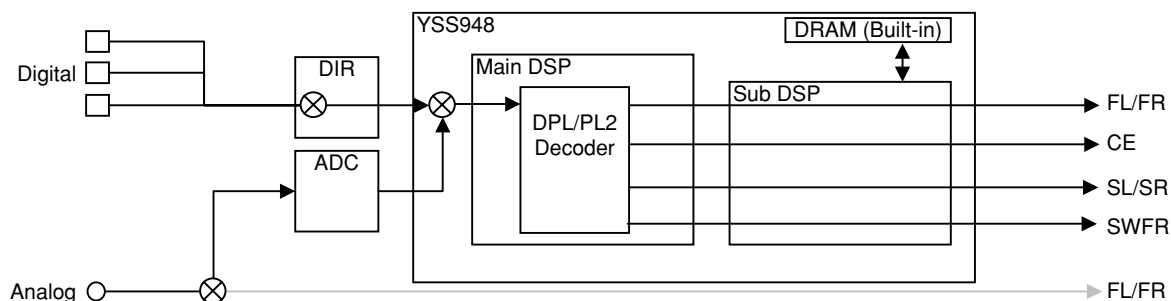 YSS948
DRAM (Built-in)
Digital
DIR
Main DSP
Sub DSP
DPL/PL2
Decoder
FL/FR
CE
ADC
SL/SR
SWFR
Analog
FL/FR